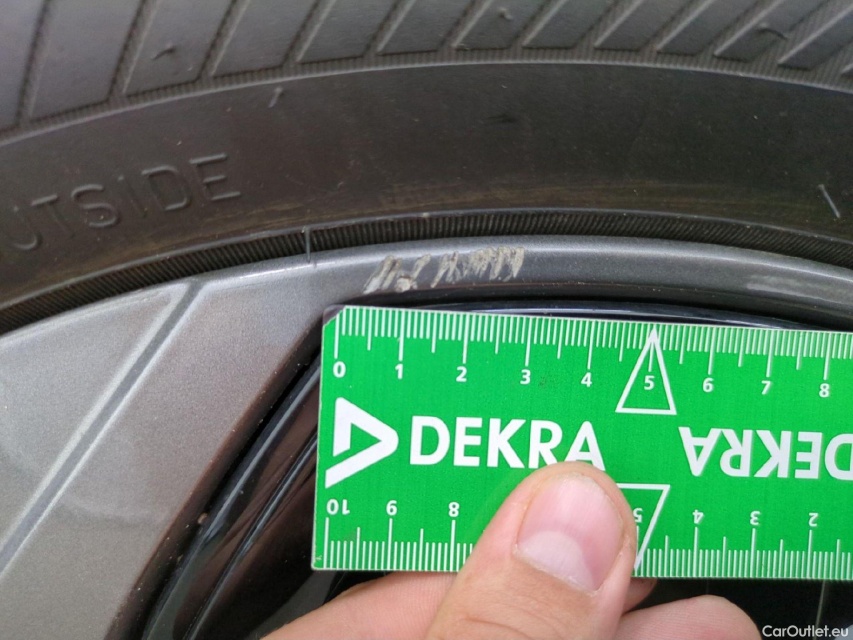 UTSIDE
0 1 2 3 4 5 6 7 8
DEKRA DEKRA
10 9 8 5 4 3 2
CarOutlet.eu